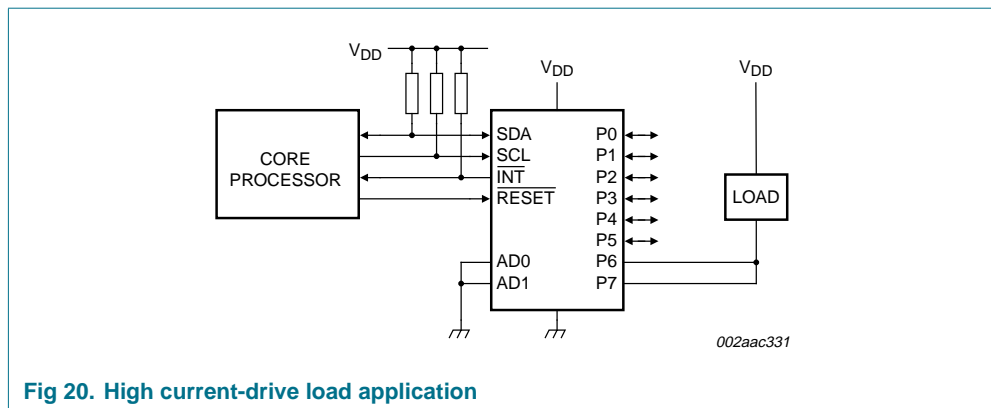 VDD
VDD
VDD
CORE
PROCESSOR
SDA
SCL
INT
RESET
AD0
AD1
P0
P1
P2
P3
P4
P5
P6
P7
LOAD
002aac331
Fig 20. High current-drive load application